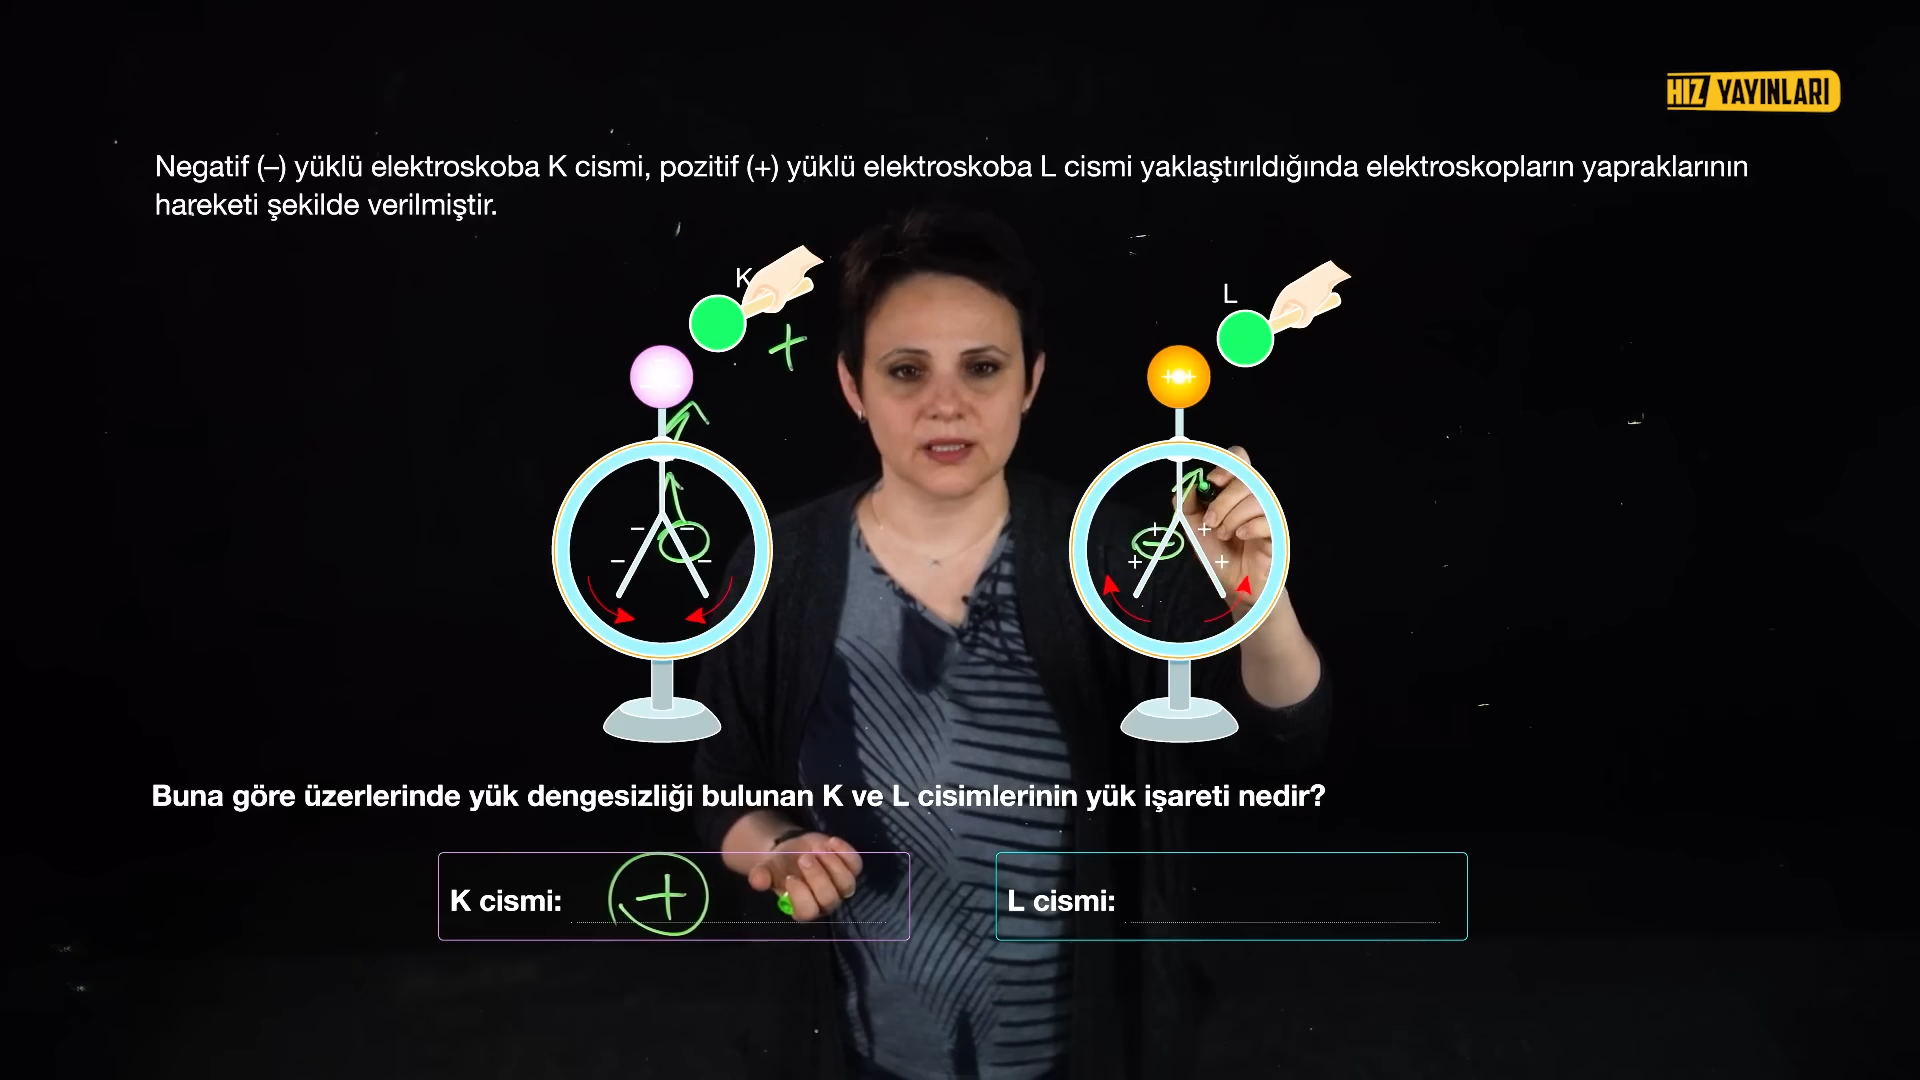 HIZ YAYINLARI
Negatif (–) yüklü elektroskoba K cismi, pozitif (+) yüklü elektroskoba L cismi yaklaştırıldığında elektroskopların yapraklarının
hareketi şekilde verilmiştir.
K
L
+
+++
– –
– –
+ +
–
+ +
Buna göre üzerlerinde yük dengesizliği bulunan K ve L cisimlerinin yük işareti nedir?
K cismi: +
L cismi: